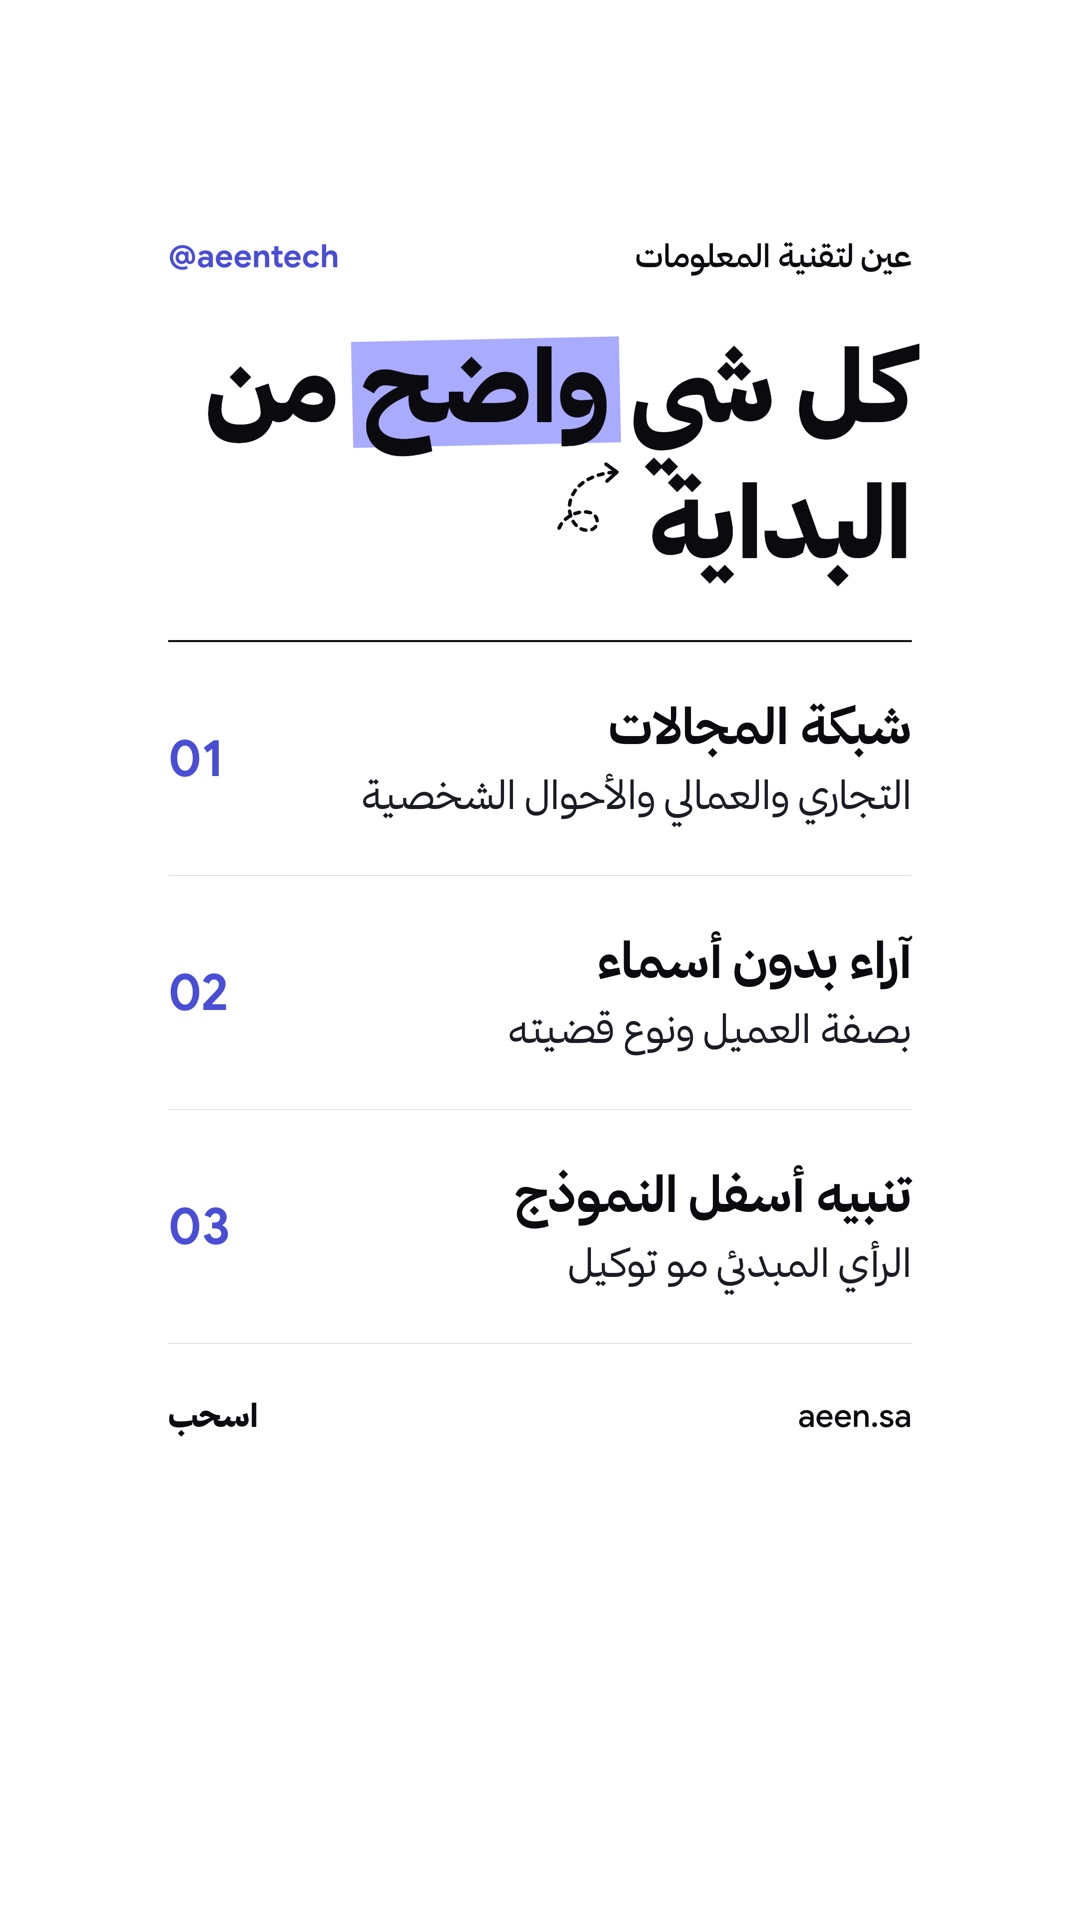 عين لتقنية المعلومات
@aeentech
كل شي واضح من
البداية
شبكة المجالات
01
التجاري والعمالي والأحوال الشخصية
آراء بدون أسماء
02
بصفة العميل ونوع قضيته
تنبيه أسفل النموذج
03
الرأي المبدئي مو توكيل
aeen.sa
اسحب